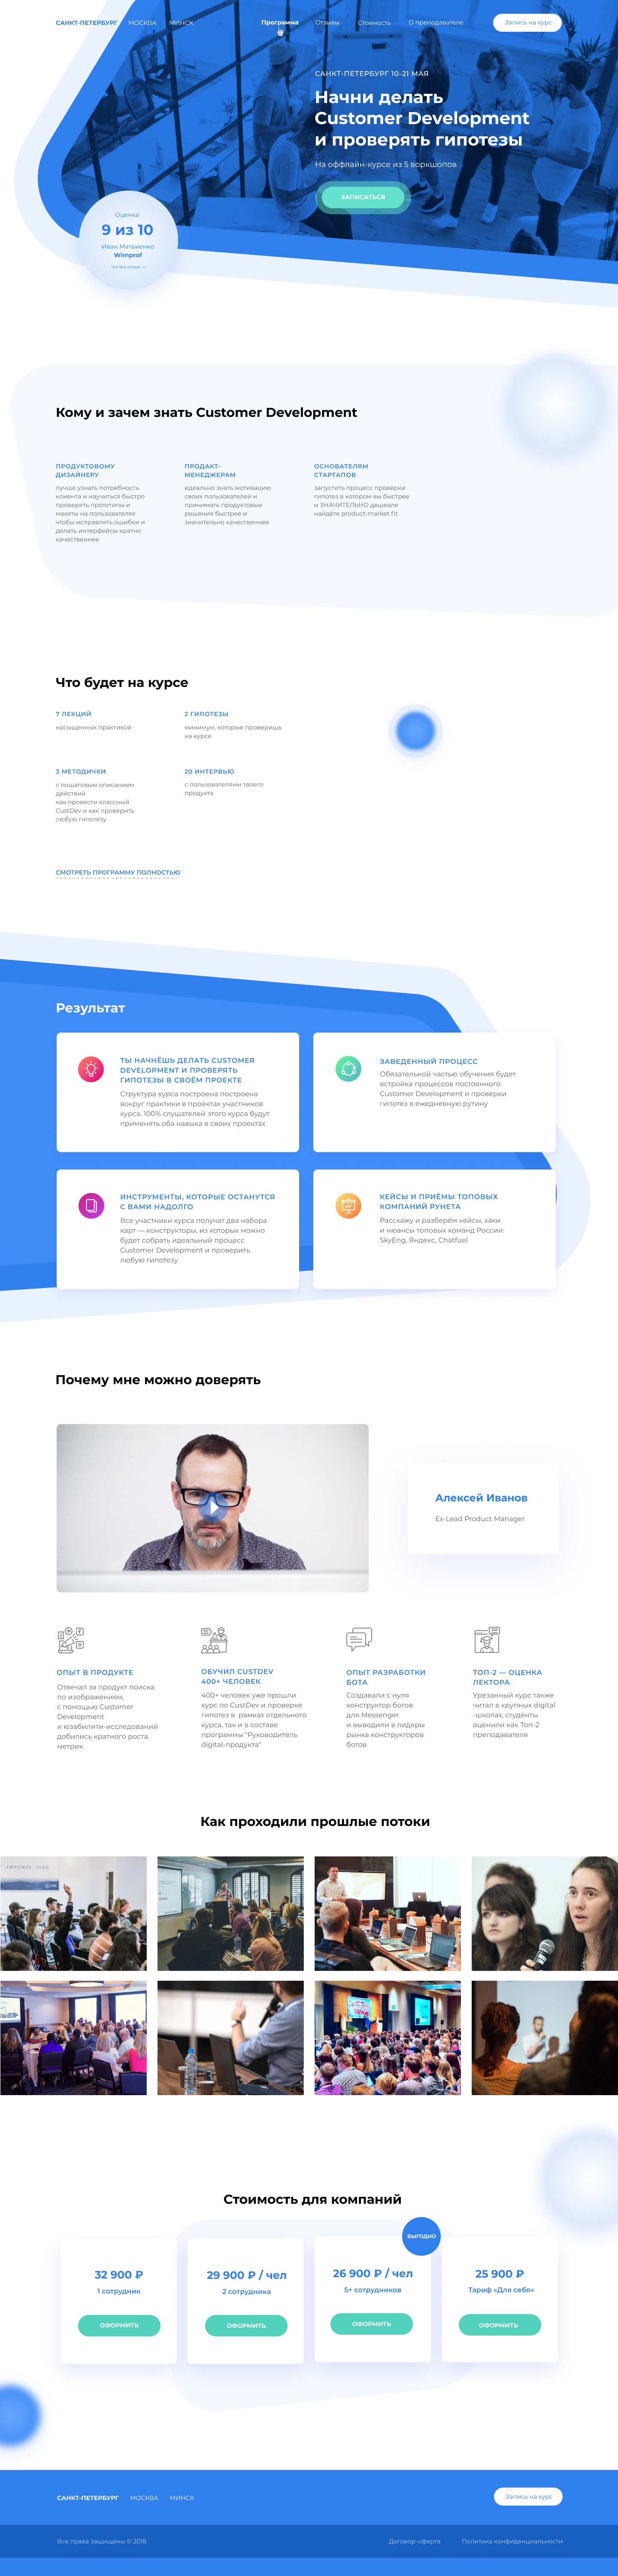 САНКТ-ПЕТЕРБУРГ МОСКВА МИНСК Программа Отзывы Стоимость О преподавателе Запись на курс
САНКТ-ПЕТЕРБУРГ 10-21 МАЯ
Начни делать
Customer Development
и проверять гипотезы
На оффлайн-курсе из 5 воркшопов
ЗАПИСАТЬСЯ
Оценка
9 из 10
Иван Матвиенко
Wimprof
Читать отзыв
Кому и зачем знать Customer Development
ПРОДУКТОВОМУ
ДИЗАЙНЕРУ
лучше узнать потребность
клиента и научиться быстро
проверять прототипы и
макеты на пользователях
чтобы исправлять ошибки и
делать интерфейсы кратно
качественнее
ПРОДАКТ-
МЕНЕДЖЕРАМ
идеально знать мотивацию
своих пользователей и
принимать продуктовые
решения быстрее и
значительно качественнее
ОСНОВАТЕЛЯМ
СТАРТАПОВ
запустить процесс проверки
гипотез в котором вы быстрее
и ЗНАЧИТЕЛЬНО дешевле
найдёте product-market fit
Что будет на курсе
7 ЛЕКЦИЙ
насыщенных практикой
2 ГИПОТЕЗЫ
минимум, которые проверишь
на курсе
3 МЕТОДИЧКИ
с пошаговым описанием
действий
как провести классный
CustDev и как проверить
любую гипотезу
20 ИНТЕРВЬЮ
с пользователями твоего
продукта
СМОТРЕТЬ ПРОГРАММУ ПОЛНОСТЬЮ
Результат
ТЫ НАЧНЁШЬ ДЕЛАТЬ CUSTOMER
DEVELOPMENT И ПРОВЕРЯТЬ
ГИПОТЕЗЫ В СВОЁМ ПРОЕКТЕ
Структура курса построена построена
вокруг практики в проектах участников
курса. 100% слушателей этого курса будут
применять оба навыка в своих проектах
ЗАВЕДЕННЫЙ ПРОЦЕСС
Обязательной частью обучения будет
встройка процессов постоянного
Customer Development и проверки
гипотез в ежедневную рутину
ИНСТРУМЕНТЫ, КОТОРЫЕ ОСТАНУТСЯ
С ВАМИ НАДОЛГО
Все участники курса получат два набора
карт — конструкторы, из которых можно
будет собрать идеальный процесс
Customer Development и проверить
любую гипотезу
КЕЙСЫ И ПРИЁМЫ ТОПОВЫХ
КОМПАНИЙ РУНЕТА
Расскажу и разберём кейсы, хаки
и нюансы топовых команд России:
SkyEng, Яндекс, Chatfuel
Почему мне можно доверять
Алексей Иванов
Ex-Lead Product Manager
ОПЫТ В ПРОДУКТЕ
Отвечал за продукт поиска
по изображениям,
с помощью Customer
Development
и юзабилити-исследований
добились кратного роста
метрик
ОБУЧИЛ CUSTDEV
400+ ЧЕЛОВЕК
400+ человек уже прошли
курс по CustDev и проверке
гипотез в рамках отдельного
курса, так и в составе
программы "Руководитель
digital-продукта"
ОПЫТ РАЗРАБОТКИ
БОТА
Создавали с нуля
конструктор ботов
для Messenger
и выводили в лидеры
рынка конструкторов
ботов
ТОП-2 — ОЦЕНКА
ЛЕКТОРА
Урезанный курс также
читал в крупных digital
-школах, студенты
оценили как Топ-2
преподавателя
Как проходили прошлые потоки
Стоимость для компаний
32 900 ₽
1 сотрудник
ОФОРМИТЬ
29 900 ₽ / чел
2 сотрудника
ОФОРМИТЬ
ВЫГОДНО
26 900 ₽ / чел
5+ сотрудников
ОФОРМИТЬ
25 900 ₽
Тариф «Для себя»
ОФОРМИТЬ
САНКТ-ПЕТЕРБУРГ МОСКВА МИНСК Запись на курс
Все права защищены © 2018 Договор-оферта Политика конфиденциальности